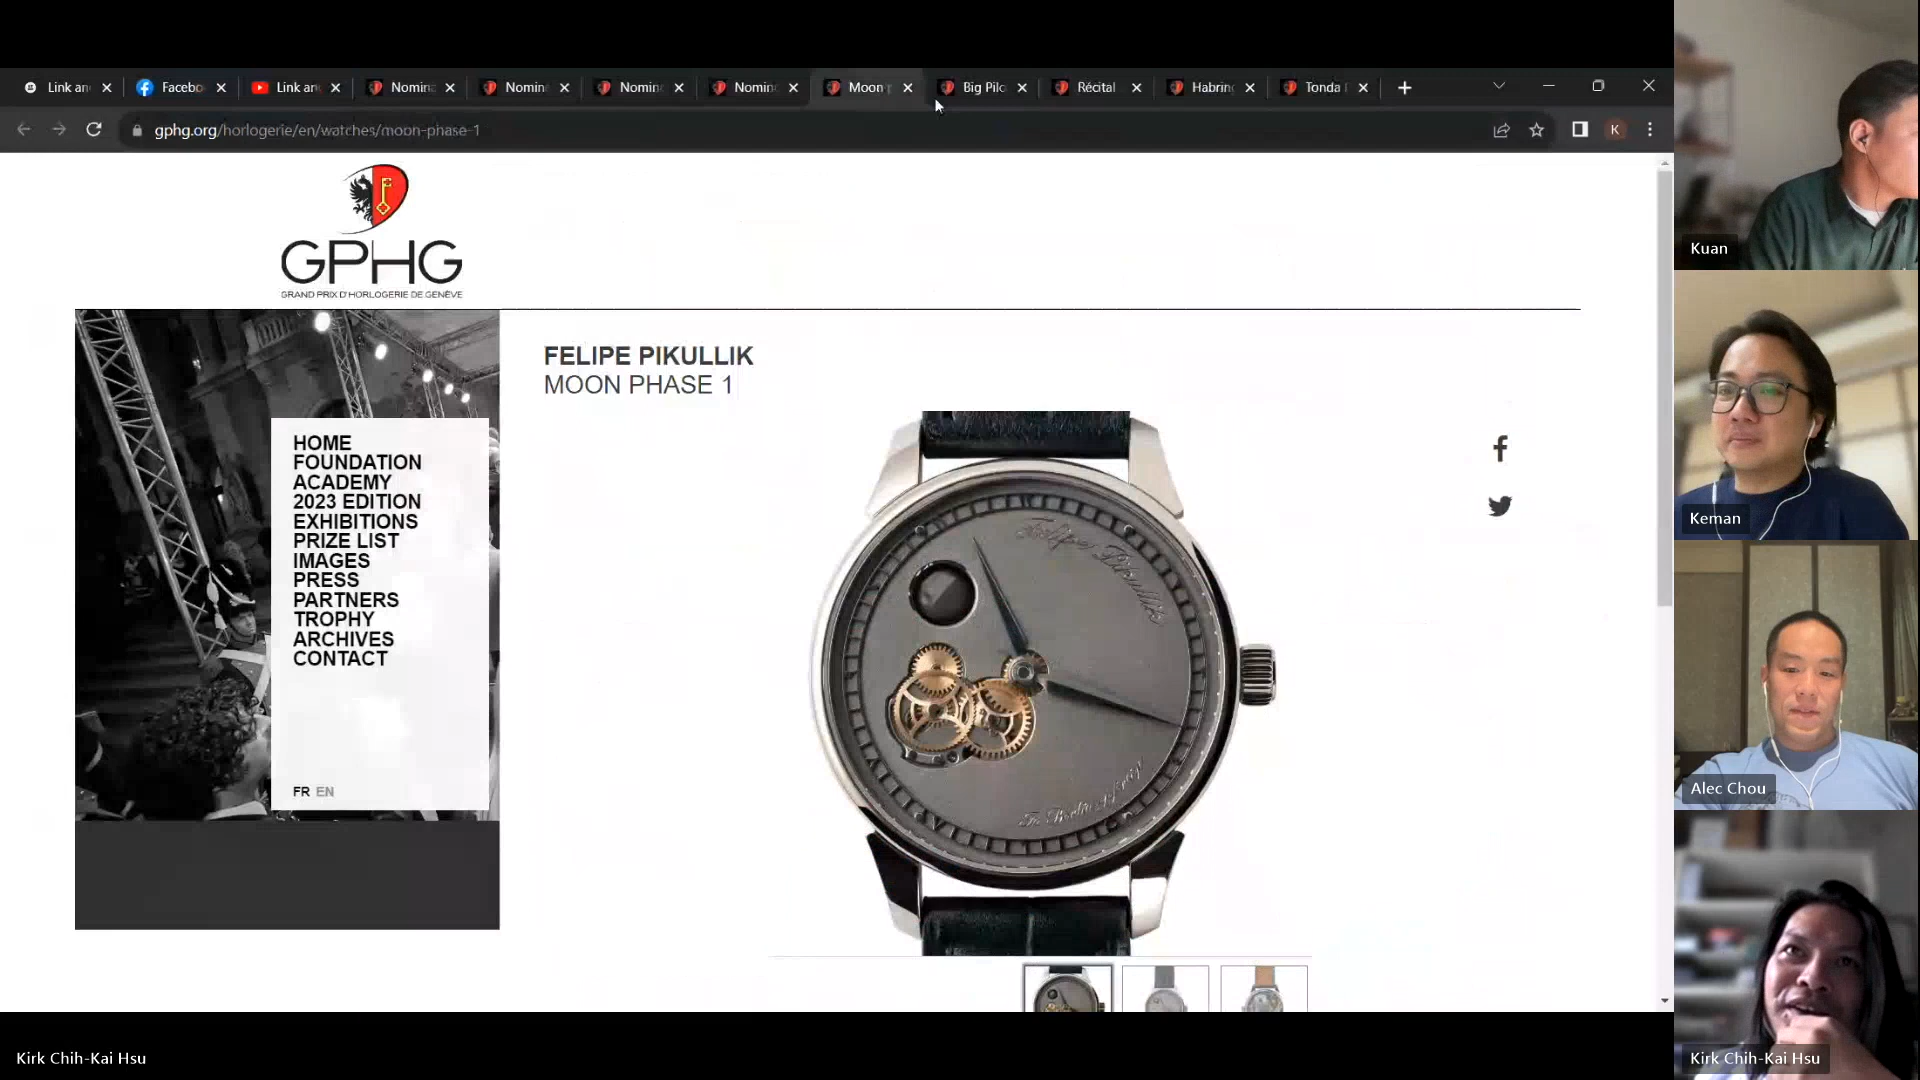 Link an
Facebo
Link an
Nomin
Nomin
Nomin
Nomin
Moon p
Big Pilo
Récital
Habrin
Tonda
gphg.org/horlogerie/en/watches/moon-phase-1
K
GPHG
GRAND PRIX D'HORLOGERIE DE GENÈVE
FELIPE PIKULLIK
MOON PHASE 1
HOME
FOUNDATION
ACADEMY
2023 EDITION
EXHIBITIONS
PRIZE LIST
IMAGES
PRESS
PARTNERS
TROPHY
ARCHIVES
CONTACT
FR EN
Felipe Pikullik
Kuan
Keman
Alec Chou
Kirk Chih-Kai Hsu
Kirk Chih-Kai Hsu